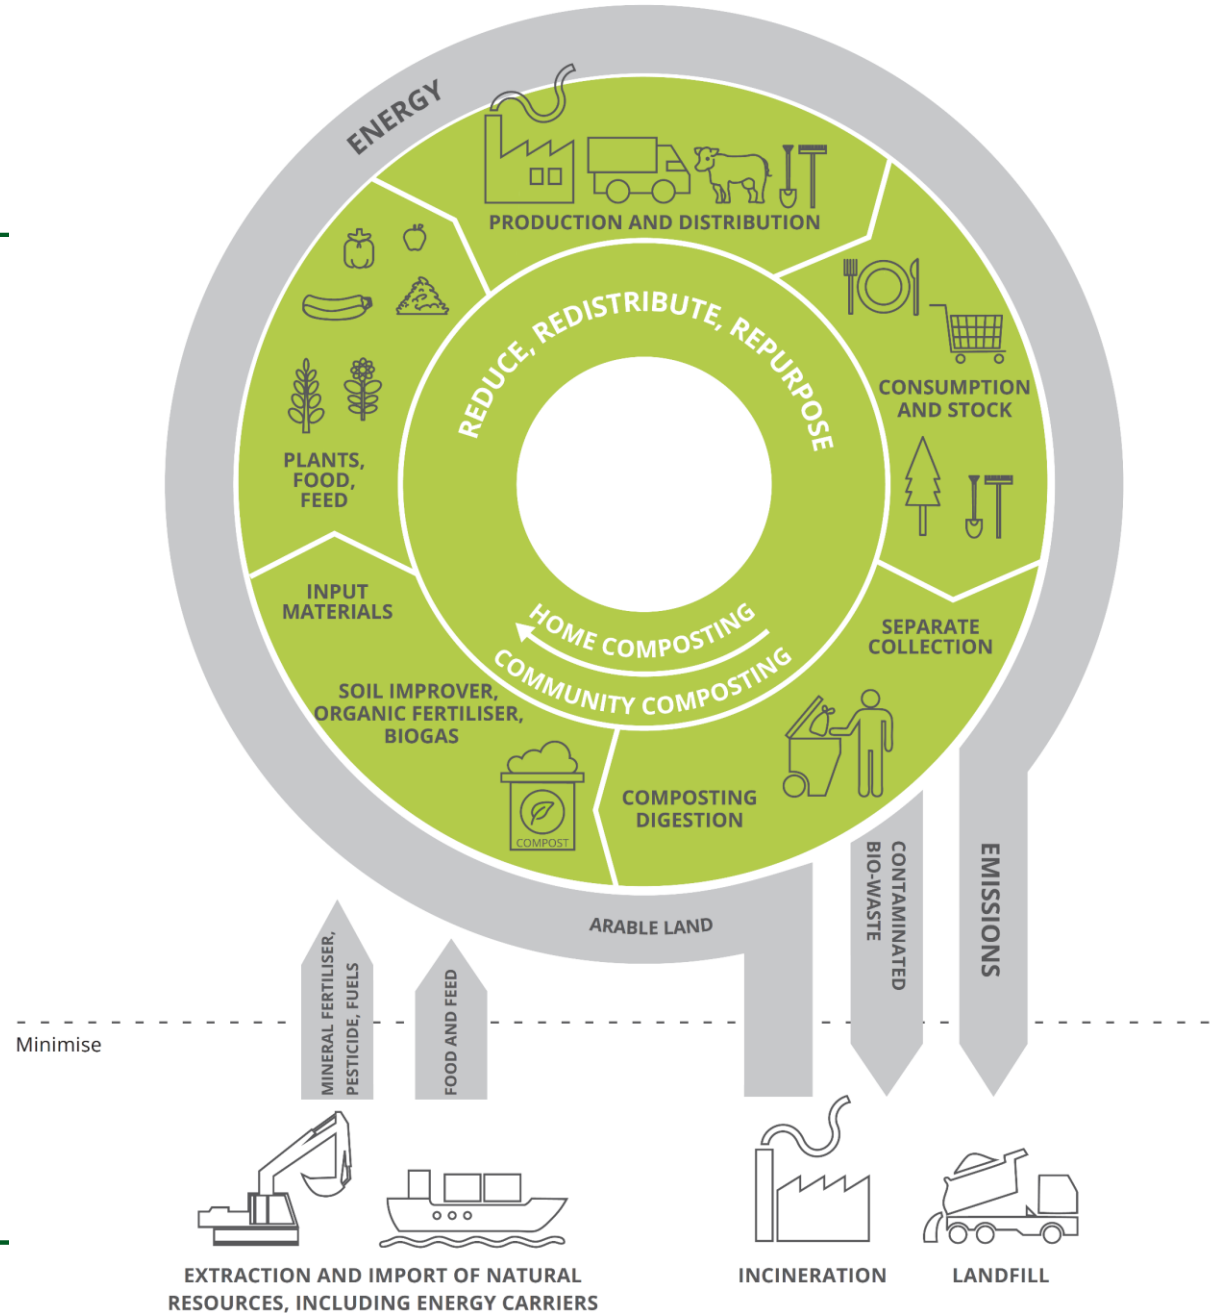 ENERGY
PRODUCTION AND DISTRIBUTION
REDUCE, REDISTRIBUTE, REPURPOSE
CONSUMPTION
AND STOCK
PLANTS,
FOOD,
FEED
INPUT
MATERIALS
HOME COMPOSTING
COMMUNITY COMPOSTING
SEPARATE
COLLECTION
SOIL IMPROVER,
ORGANIC FERTILISER,
BIOGAS
COMPOST
COMPOSTING
DIGESTION
ARABLE LAND
CONTAMINATED
BIO-WASTE
EMISSIONS
MINERAL FERTILISER,
PESTICIDE, FUELS
FOOD AND FEED
Minimise
EXTRACTION AND IMPORT OF NATURAL
RESOURCES, INCLUDING ENERGY CARRIERS
INCINERATION
LANDFILL